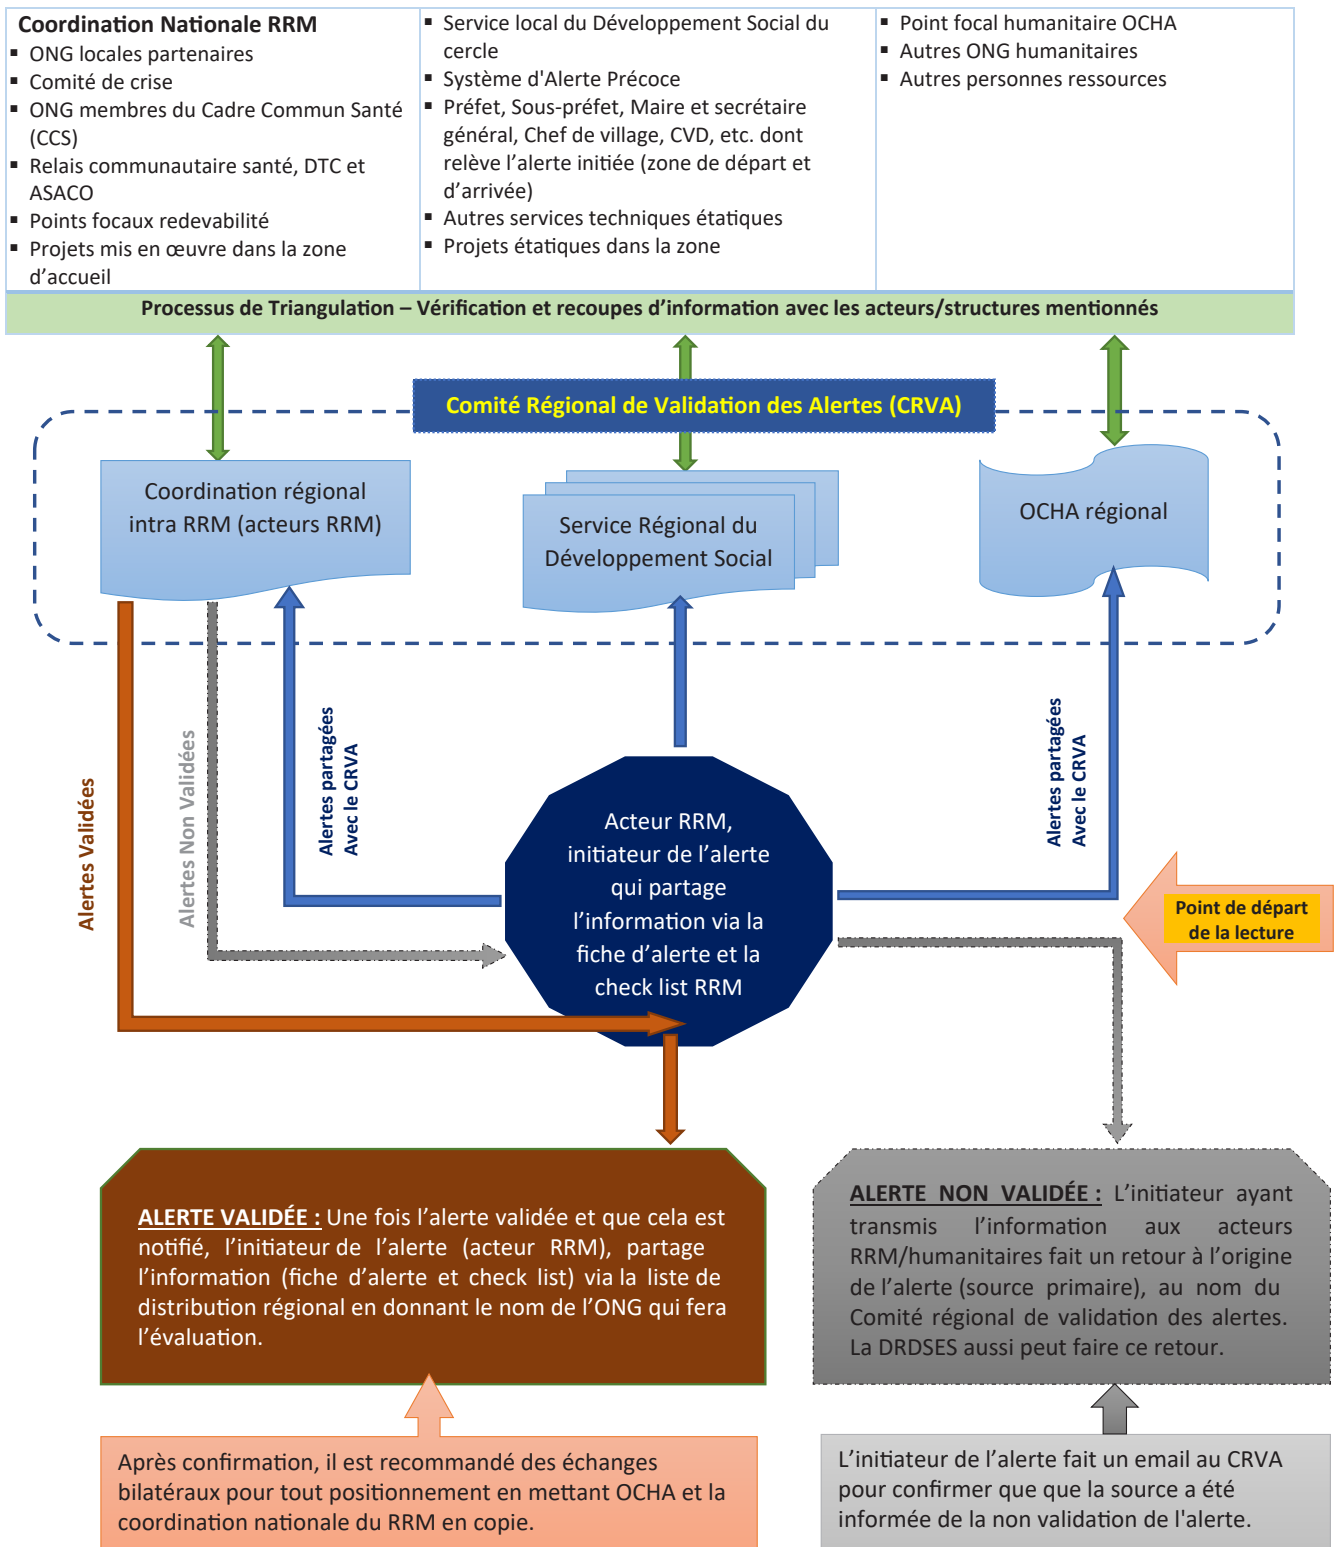 Coordination Nationale RRM
▪ ONG locales partenaires
▪ Comité de crise
▪ ONG membres du Cadre Commun Santé
(CCS)
▪ Relais communautaire santé, DTC et
ASACO
▪ Points focaux redevabilité
▪ Projets mis en œuvre dans la zone
d’accueil
▪ Service local du Développement Social du
cercle
▪ Système d'Alerte Précoce
▪ Préfet, Sous-préfet, Maire et secrétaire
général, Chef de village, CVD, etc. dont
relève l’alerte initiée (zone de départ et
d’arrivée)
▪ Autres services techniques étatiques
▪ Projets étatiques dans la zone
▪ Point focal humanitaire OCHA
▪ Autres ONG humanitaires
▪ Autres personnes ressources
Processus de Triangulation – Vérification et recoupes d’information avec les acteurs/structures mentionnés
Comité Régional de Validation des Alertes (CRVA)
Coordination régional
intra RRM (acteurs RRM)
Service Régional du
Développement Social
OCHA régional
Alertes Validées
Alertes Non Validées
Alertes partagées
Avec le CRVA
Alertes partagées
Avec le CRVA
Acteur RRM,
initiateur de l’alerte
qui partage
l’information via la
fiche d’alerte et la
check list RRM
Point de départ
de la lecture
ALERTE VALIDÉE : Une fois l’alerte validée et que cela est
notifié, l’initiateur de l’alerte (acteur RRM), partage
l’information (fiche d’alerte et check list) via la liste de
distribution régional en donnant le nom de l’ONG qui fera
l’évaluation.
ALERTE NON VALIDÉE : L’initiateur ayant
transmis l’information aux acteurs
RRM/humanitaires fait un retour à l’origine
de l’alerte (source primaire), au nom du
Comité régional de validation des alertes.
La DRDSES aussi peut faire ce retour.
Après confirmation, il est recommandé des échanges
bilatéraux pour tout positionnement en mettant OCHA et la
coordination nationale du RRM en copie.
L’initiateur de l’alerte fait un email au CRVA
pour confirmer que que la source a été
informée de la non validation de l'alerte.